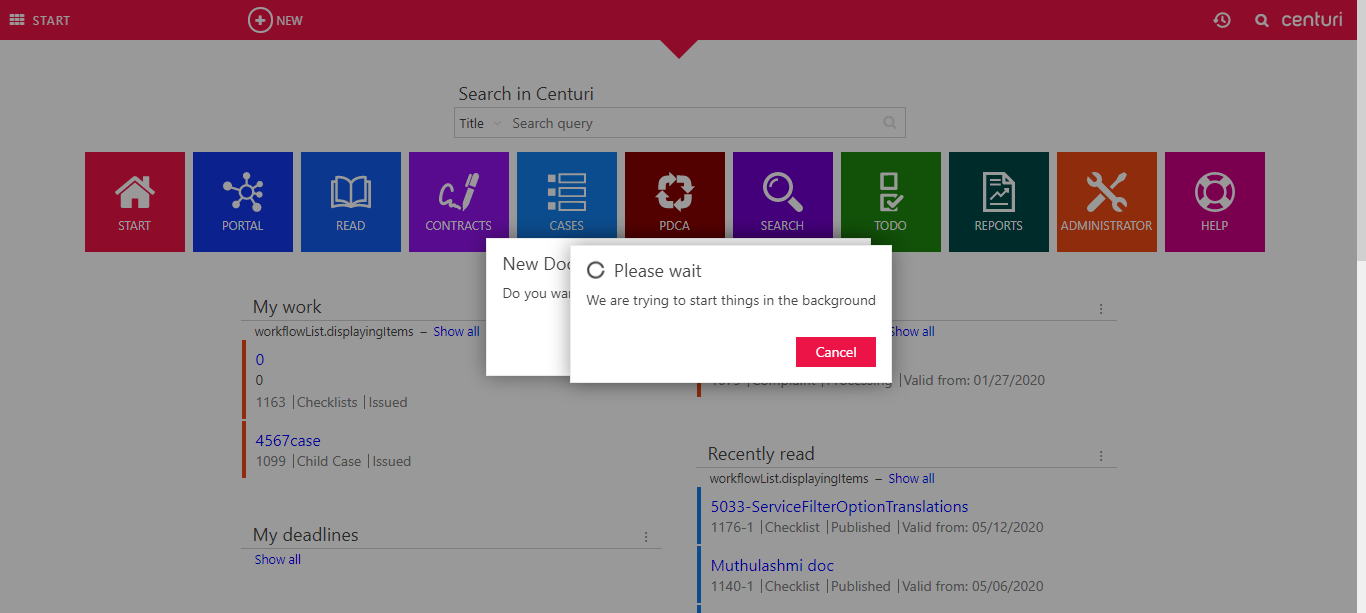 START
NEW
centuri
Search in Centuri
Title Search query
START
PORTAL
READ
CONTRACTS
CASES
PDCA
SEARCH
TODO
REPORTS
ADMINISTRATOR
HELP
New
Do you
Please wait
We are trying to start things in the background
Cancel
My work
workflowList.displayingItems – Show all
0
0
1163 |Checklists |Issued
4567case
1099 |Child Case |Issued
My deadlines
Show all
Show all
|Valid from: 01/27/2020
Recently read
workflowList.displayingItems – Show all
5033-ServiceFilterOptionTranslations
1176-1 |Checklist |Published |Valid from: 05/12/2020
Muthulashmi doc
1140-1 |Checklist |Published |Valid from: 05/06/2020